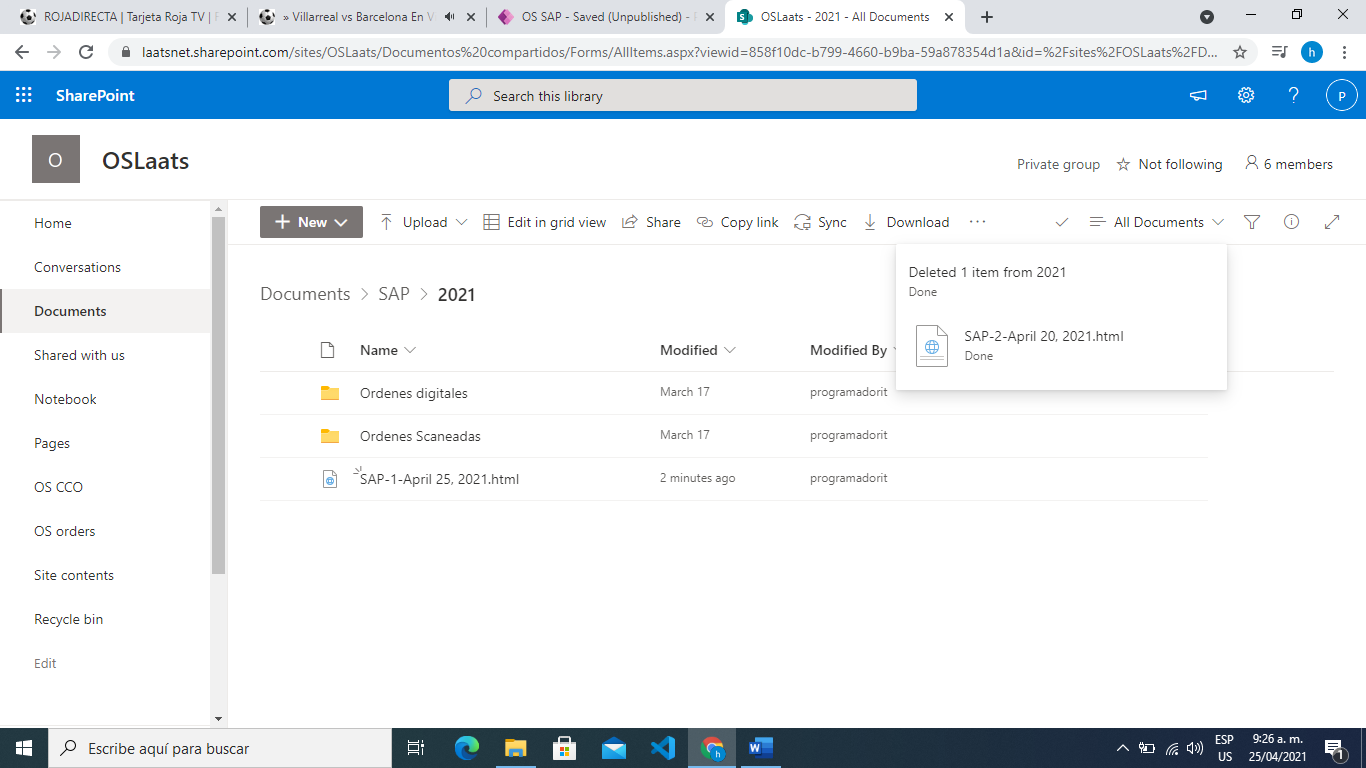 ROJADIRECTA | Tarjeta Roja TV |
» Villarreal vs Barcelona En V
OS SAP - Saved (Unpublished) -
OSLaats - 2021 - All Documents
laatsnet.sharepoint.com/sites/OSLaats/Documentos%20compartidos/Forms/AllItems.aspx?viewid=858f10dc-b799-4660-b9ba-59a878354d1a&id=%2Fsites%2FOSLaats%2FD...
h
SharePoint
Search this library
?
P
O
OSLaats
Private group
Not following
6 members
Home
Conversations
Documents
Shared with us
Notebook
Pages
OS CCO
OS orders
Site contents
Recycle bin
Edit
New
Upload
Edit in grid view
Share
Copy link
Sync
Download
...
All Documents
Deleted 1 item from 2021
Done
SAP-2-April 20, 2021.html
Done
Documents > SAP > 2021
Name
Modified
Modified By
Ordenes digitales
March 17
programadorit
Ordenes Scaneadas
March 17
programadorit
SAP-1-April 25, 2021.html
2 minutes ago
programadorit
Escribe aquí para buscar
h
ESP
US
9:26 a. m.
25/04/2021
1